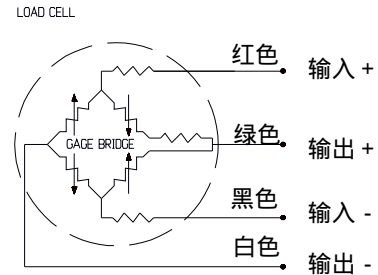 LOAD CELL
红色 输入 +
绿色 输出 +
GAGE BRIDGE
黑色 输入 -
白色 输出 -